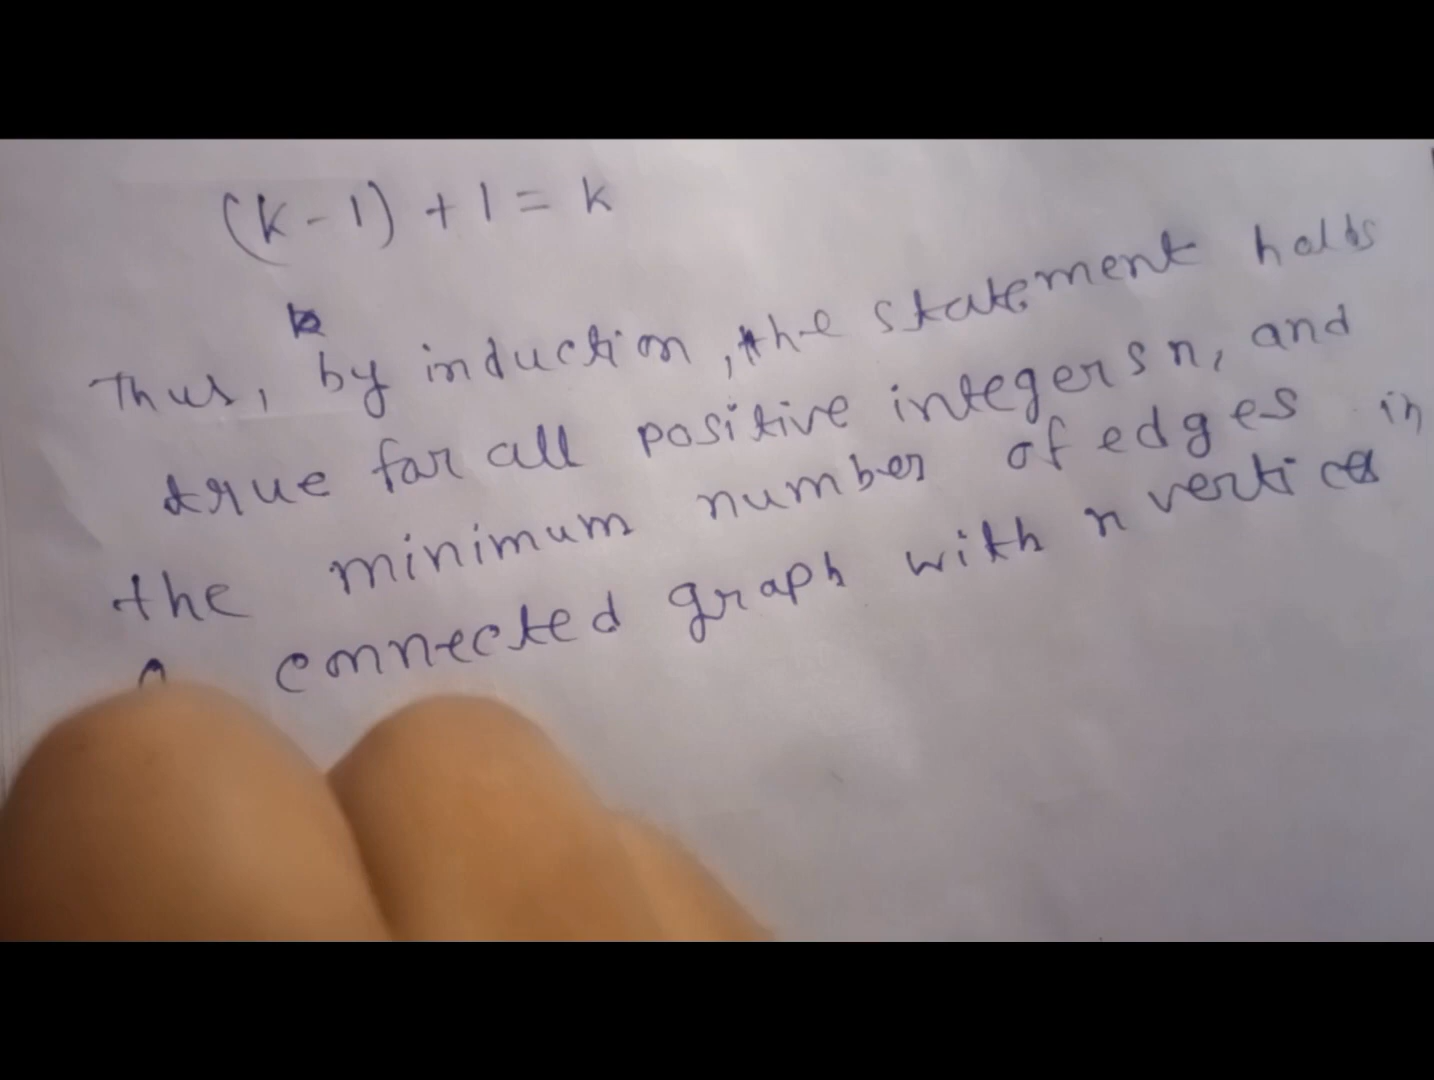 (k-1) + 1 = k
Thus, by induction, the statement holds
true for all positive integers n, and
the minimum number of edges in
connected graph with n vertices